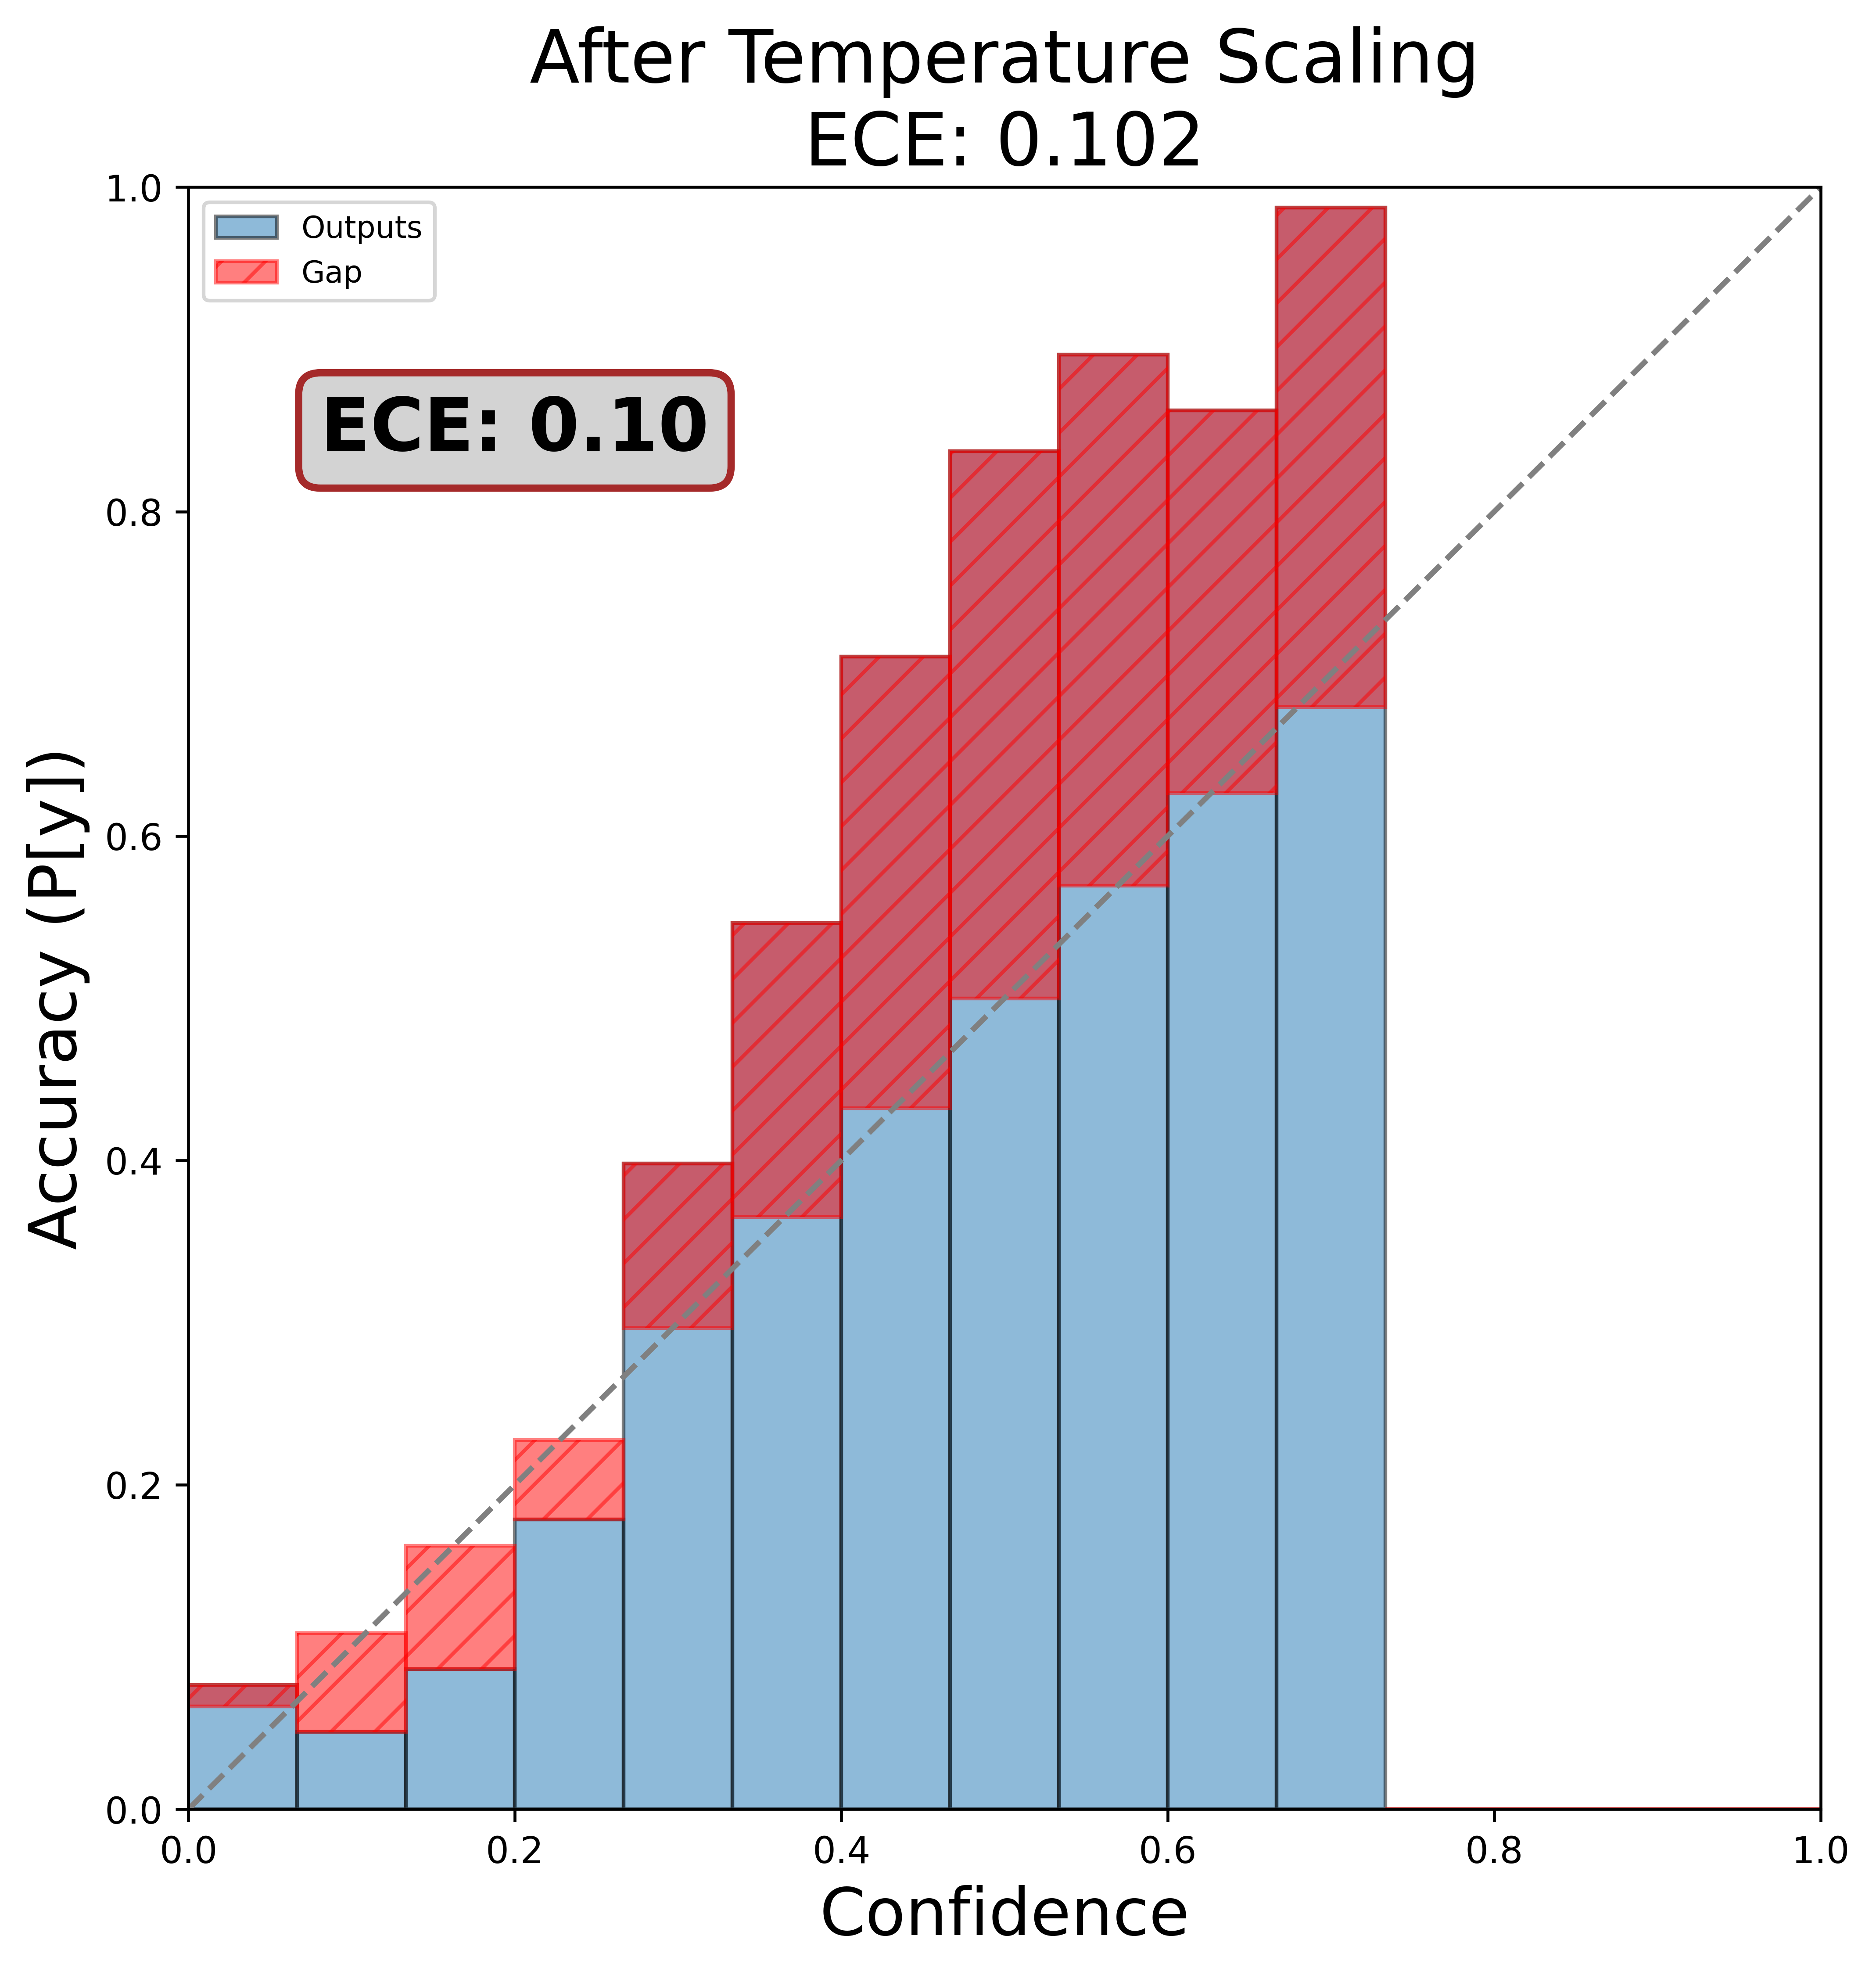 After Temperature Scaling
ECE: 0.102
1.0
0.8
0.6
0.4
0.2
0.0
Accuracy (P[y])
Outputs
Gap
ECE: 0.10
0.0 0.2 0.4 0.6 0.8 1.0
Confidence